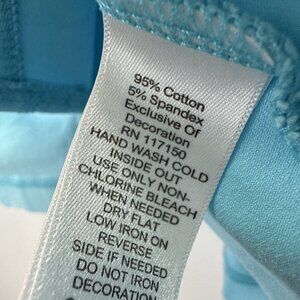 95% Cotton
5% Spandex
Exclusive Of
Decoration
RN 117150
HAND WASH COLD
INSIDE OUT
USE ONLY NON-
CHLORINE BLEACH
WHEN NEEDED
DRY FLAT
LOW IRON ON
REVERSE
SIDE IF NEEDED
DO NOT IRON
DECORATION